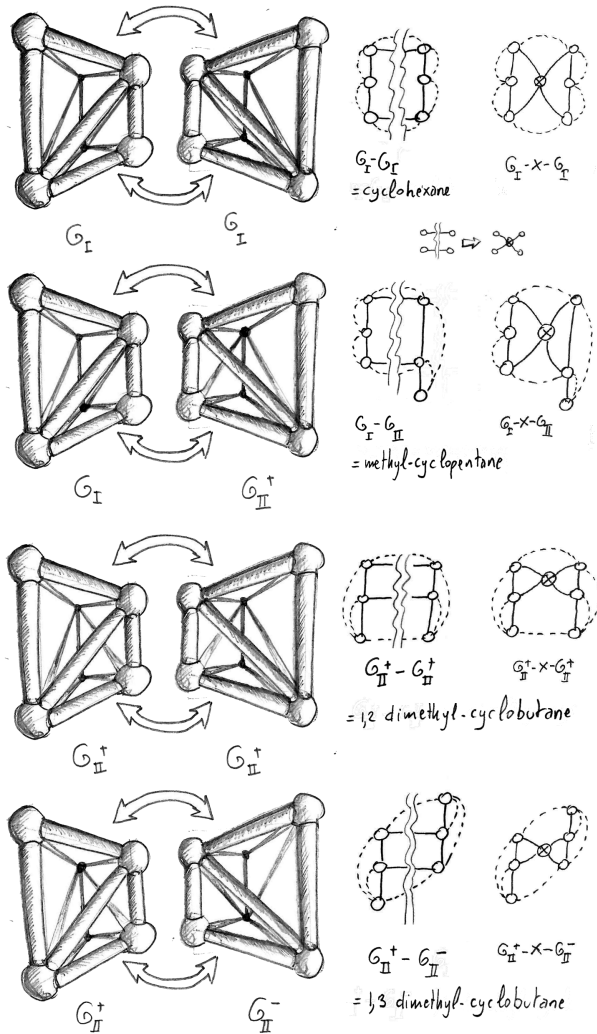 G_I G_I
G_I-G_I G_I-X-G_I
=cyclohexane
G_I G_II^+
G_I-G_II G_I-X-G_II
= methyl-cyclopentane
G_II^+ G_II^+
G_II^+-G_II^+ G_II^+-X-G_II^+
= 1,2 dimethyl-cyclobutane
G_II^+ G_II^-
G_II^+-G_II^- G_II^+-X-G_II^-
= 1,3 dimethyl-cyclobutane